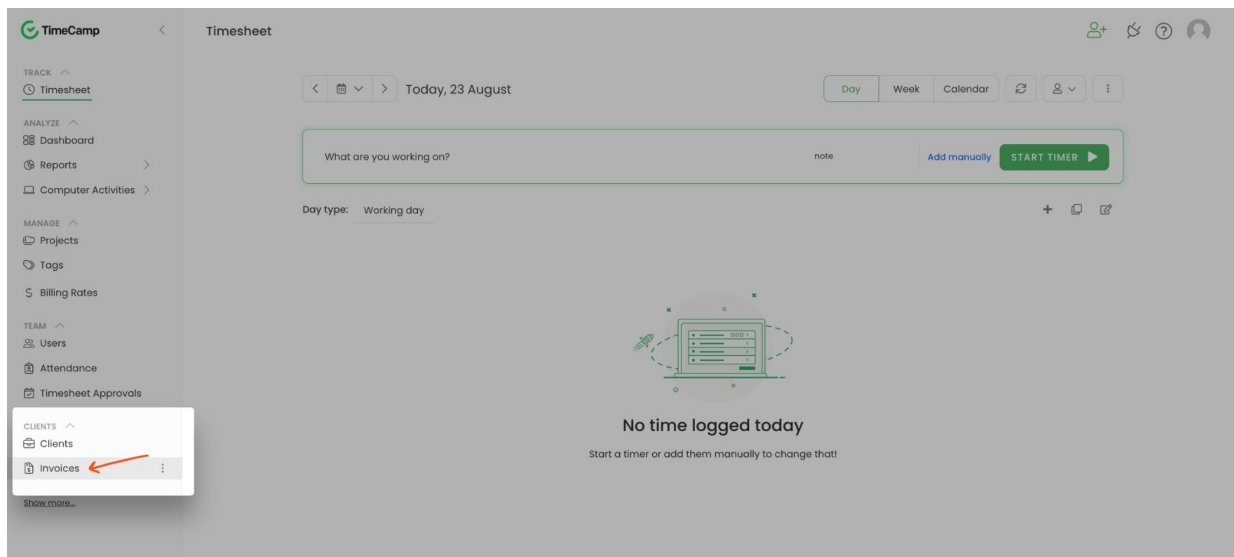 TimeCamp
Timesheet
TRACK
Timesheet
ANALYZE
Dashboard
Reports
Computer Activities
MANAGE
Projects
Tags
Billing Rates
TEAM
Users
Attendance
Timesheet Approvals
CLIENTS
Clients
Invoices
Show more...
Today, 23 August
Day Week Calendar
What are you working on? note Add manually START TIMER
Day type: Working day
No time logged today
Start a timer or add them manually to change that!